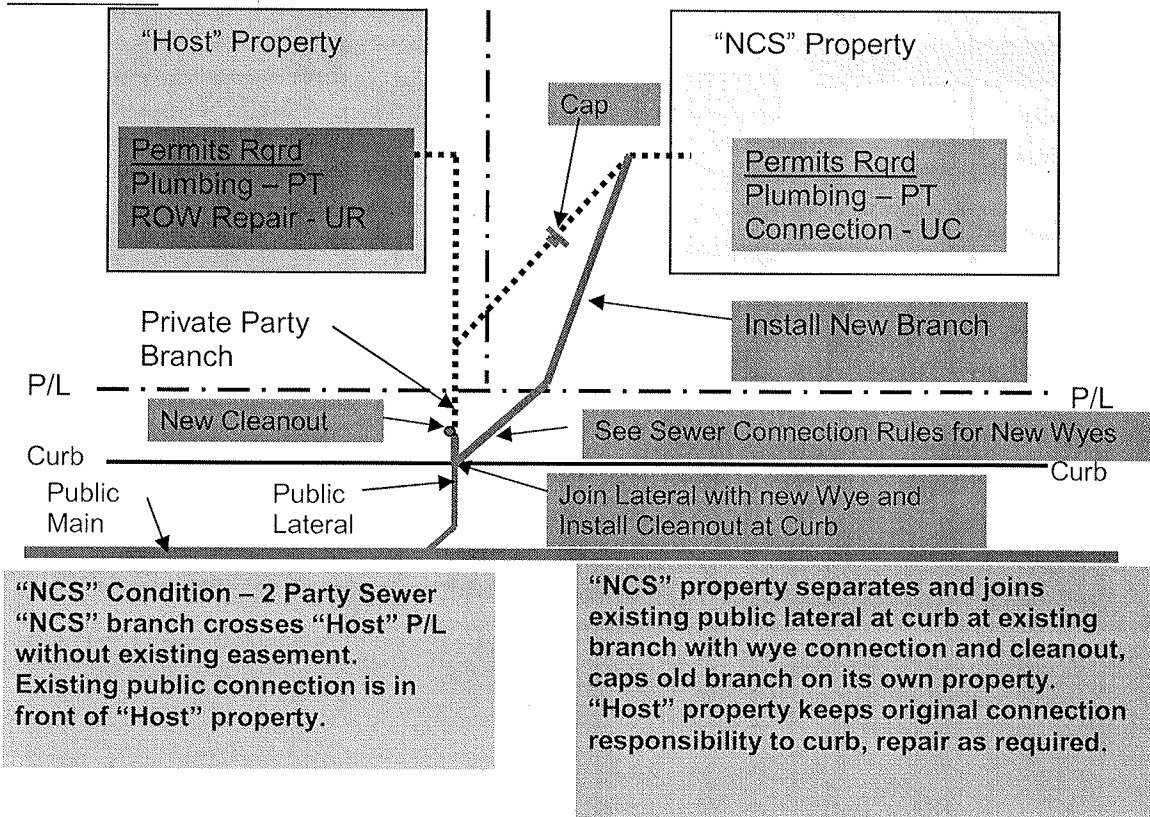 “Host” Property
“NCS” Property
Cap
Permits Rqrd
Plumbing – PT
ROW Repair - UR
Permits Rqrd
Plumbing – PT
Connection - UC
Private Party
Branch
Install New Branch
P/L
P/L
New Cleanout
See Sewer Connection Rules for New Wyes
Curb
Curb
Public
Main
Public
Lateral
Join Lateral with new Wye and
Install Cleanout at Curb
“NCS” Condition – 2 Party Sewer
“NCS” branch crosses “Host” P/L
without existing easement.
Existing public connection is in
front of “Host” property.
“NCS” property separates and joins
existing public lateral at curb at existing
branch with wye connection and cleanout,
caps old branch on its own property.
“Host” property keeps original connection
responsibility to curb, repair as required.